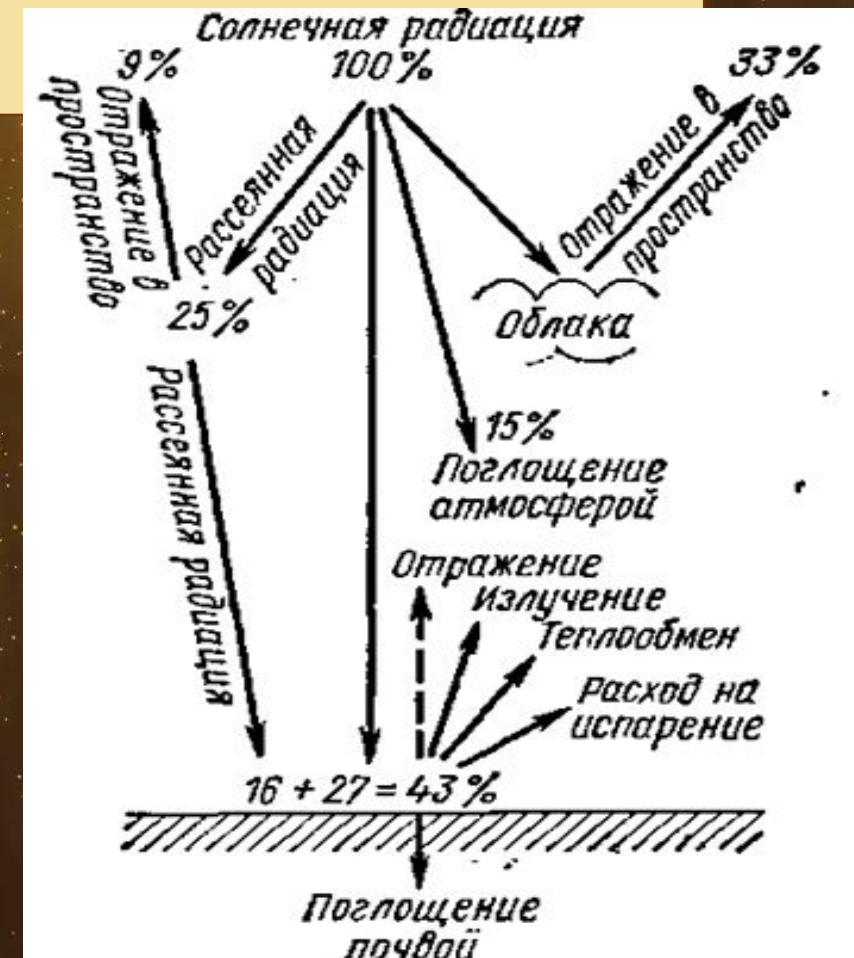 Солнечная радиация
9% 100% 33%
Отражение в
пространство
Рассеянная
радиация
Отражение в
пространство
25%
Облака
Рассеянная радиация
15%
Поглощение
атмосферой
Отражение
Излучение
Теплообмен
Расход на
испарение
16 + 27 = 43%
Поглощение
почвой